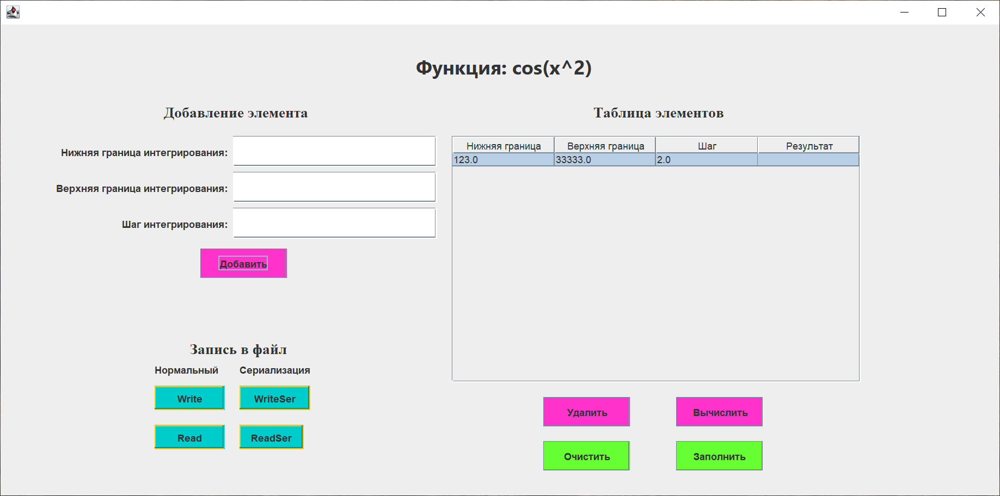 Функция: cos(x^2)
Добавление элемента
Нижняя граница интегрирования:
Верхняя граница интегрирования:
Шаг интегрирования:
Добавить
Запись в файл
Нормальный Сериализация
Write WriteSer
Read ReadSer
Таблица элементов
Нижняя граница Верхняя граница Шаг Результат
123.0 33333.0 2.0
Удалить Вычислить
Очистить Заполнить